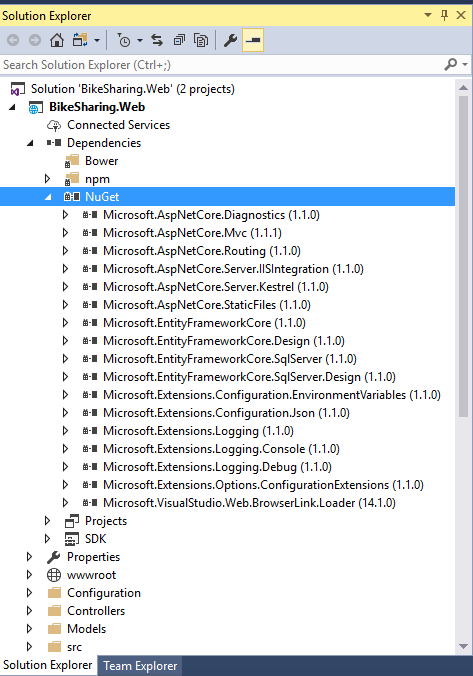 Solution Explorer
Search Solution Explorer (Ctrl+;)
Solution 'BikeSharing.Web' (2 projects)
BikeSharing.Web
Connected Services
Dependencies
Bower
npm
NuGet
Microsoft.AspNetCore.Diagnostics (1.1.0)
Microsoft.AspNetCore.Mvc (1.1.1)
Microsoft.AspNetCore.Routing (1.1.0)
Microsoft.AspNetCore.Server.IISIntegration (1.1.0)
Microsoft.AspNetCore.Server.Kestrel (1.1.0)
Microsoft.AspNetCore.StaticFiles (1.1.0)
Microsoft.EntityFrameworkCore (1.1.0)
Microsoft.EntityFrameworkCore.Design (1.1.0)
Microsoft.EntityFrameworkCore.SqlServer (1.1.0)
Microsoft.EntityFrameworkCore.SqlServer.Design (1.1.0)
Microsoft.Extensions.Configuration.EnvironmentVariables (1.1.0)
Microsoft.Extensions.Configuration.Json (1.1.0)
Microsoft.Extensions.Logging (1.1.0)
Microsoft.Extensions.Logging.Console (1.1.0)
Microsoft.Extensions.Logging.Debug (1.1.0)
Microsoft.Extensions.Options.ConfigurationExtensions (1.1.0)
Microsoft.VisualStudio.Web.BrowserLink.Loader (14.1.0)
Projects
SDK
Properties
wwwroot
Configuration
Controllers
Models
src
Solution Explorer Team Explorer